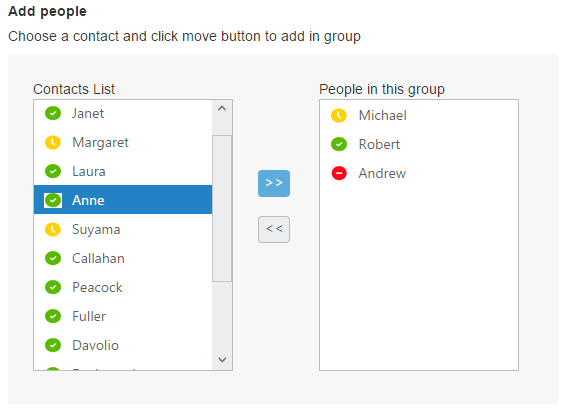 Add people
Choose a contact and click move button to add in group
Contacts List
Janet
Margaret
Laura
Anne
Suyama
Callahan
Peacock
Fuller
Davolio
>>
<<
People in this group
Michael
Robert
Andrew